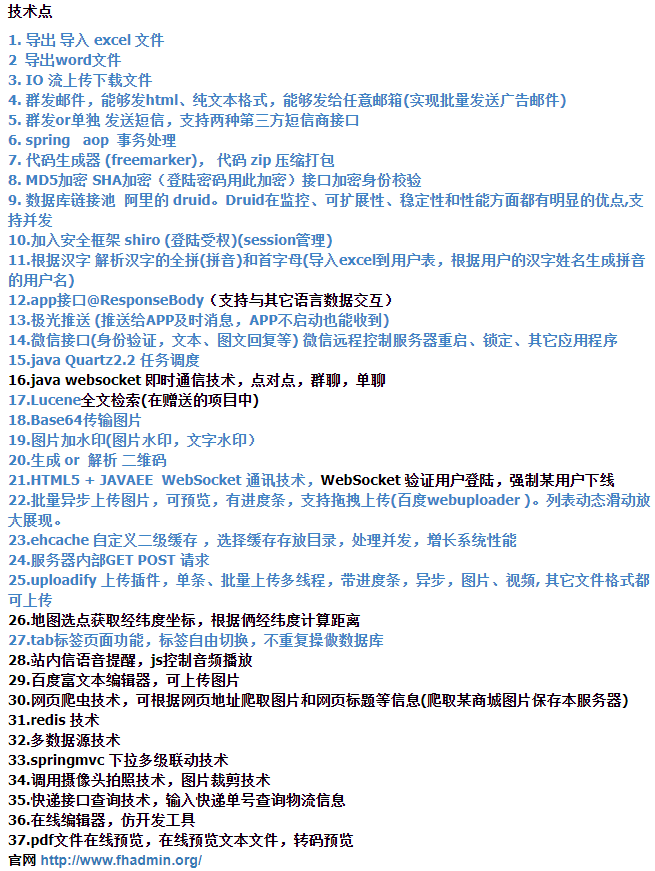 技术点
1. 导出 导入 excel 文件
2  导出word文件
3. IO 流上传下载文件
4. 群发邮件，能够发html、纯文本格式，能够发给任意邮箱(实现批量发送广告邮件)
5. 群发or单独 发送短信，支持两种第三方短信商接口
6. spring   aop  事务处理
7. 代码生成器 (freemarker)， 代码 zip 压缩打包
8. MD5加密 SHA加密（登陆密码用此加密）接口加密身份校验
9. 数据库链接池  阿里的 druid。Druid在监控、可扩展性、稳定性和性能方面都有明显的优点,支
持并发
10.加入安全框架 shiro (登陆受权)(session管理)
11.根据汉字 解析汉字的全拼(拼音)和首字母(导入excel到用户表，根据用户的汉字姓名生成拼音
的用户名)
12.app接口@ResponseBody（支持与其它语言数据交互）
13.极光推送 (推送给APP及时消息，APP不启动也能收到)
14.微信接口(身份验证，文本、图文回复等) 微信远程控制服务器重启、锁定、其它应用程序
15.java Quartz2.2 任务调度
16.java websocket 即时通信技术，点对点，群聊，单聊
17.Lucene全文检索(在赠送的项目中)
18.Base64传输图片
19.图片加水印(图片水印，文字水印）
20.生成 or  解析 二维码
21.HTML5 + JAVAEE  WebSocket 通讯技术，WebSocket 验证用户登陆，强制某用户下线
22.批量异步上传图片，可预览，有进度条，支持拖拽上传(百度webuploader )。列表动态滑动放
大展现。
23.ehcache 自定义二级缓存 ，选择缓存存放目录，处理并发，增长系统性能
24.服务器内部GET POST 请求
25.uploadify 上传插件，单条、批量上传多线程，带进度条，异步，图片、视频, 其它文件格式都
可上传
26.地图选点获取经纬度坐标，根据俩经纬度计算距离
27.tab标签页面功能，标签自由切换，不重复操做数据库
28.站内信语音提醒，js控制音频播放
29.百度富文本编辑器，可上传图片
30.网页爬虫技术，可根据网页地址爬取图片和网页标题等信息(爬取某商城图片保存本服务器)
31.redis 技术
32.多数据源技术
33.springmvc 下拉多级联动技术
34.调用摄像头拍照技术，图片裁剪技术
35.快递接口查询技术，输入快递单号查询物流信息
36.在线编辑器，仿开发工具
37.pdf文件在线预览，在线预览文本文件，转码预览
官网 http://www.fhadmin.org/